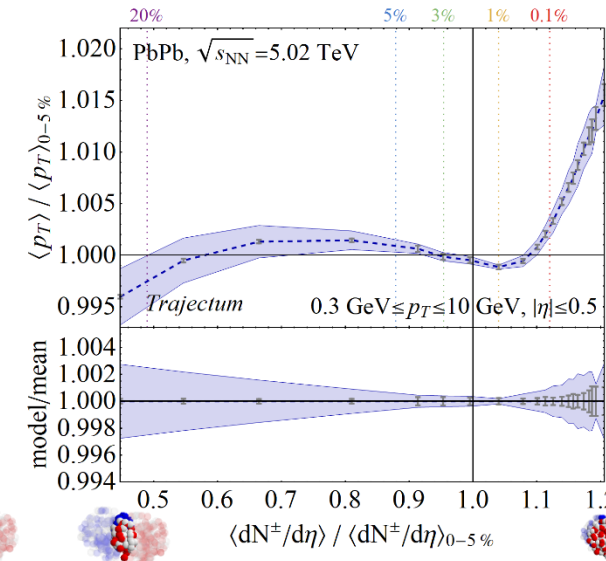 20% 5% 3% 1% 0.1%
PbPb, √sNN=5.02 TeV
1.020
1.015
1.010
1.005
1.000
0.995
⟨pT⟩ / ⟨pT⟩0-5%
Trajectum 0.3 GeV≤pT≤10 GeV, |η|≤0.5
1.004
1.002
1.000
0.998
0.996
0.994
model/mean
0.5 0.6 0.7 0.8 0.9 1.0 1.1 1.2
⟨dN±/dη⟩ / ⟨dN±/dη⟩0-5%